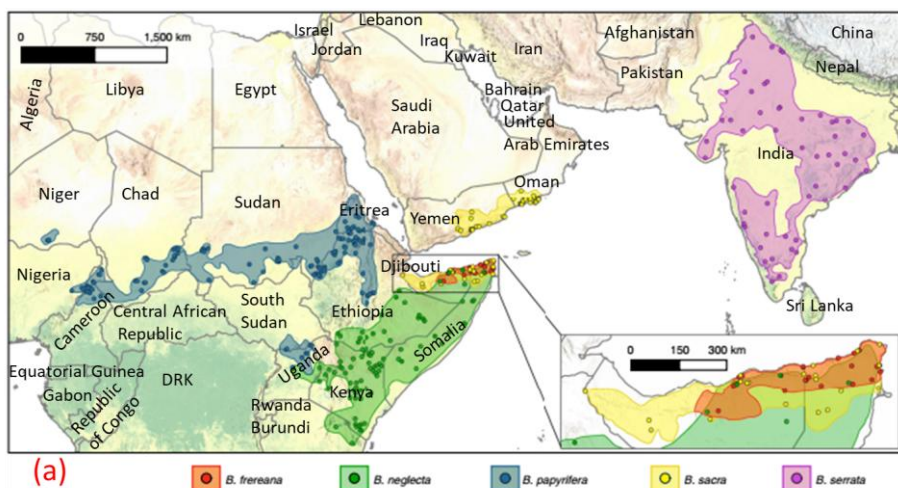 Lebanon
Israel
Jordan
Iraq
Kuwait
Iran
Afghanistan
China
Pakistan
Nepal
0 750 1,500 km
Algeria
Libya
Egypt
Saudi
Arabia
Bahrain
Qatar
United
Arab Emirates
Oman
India
Niger
Chad
Sudan
Eritrea
Yemen
Nigeria
Djibouti
Cameroon
Central African
Republic
South
Sudan
Ethiopia
Somalia
Sri Lanka
Equatorial Guinea
Gabon
Republic
of Congo
DRK
Uganda
Kenya
Rwanda
Burundi
0 150 300 km
(a)
B. frereana
B. neglecta
B. papyrifera
B. sacra
B. serrata